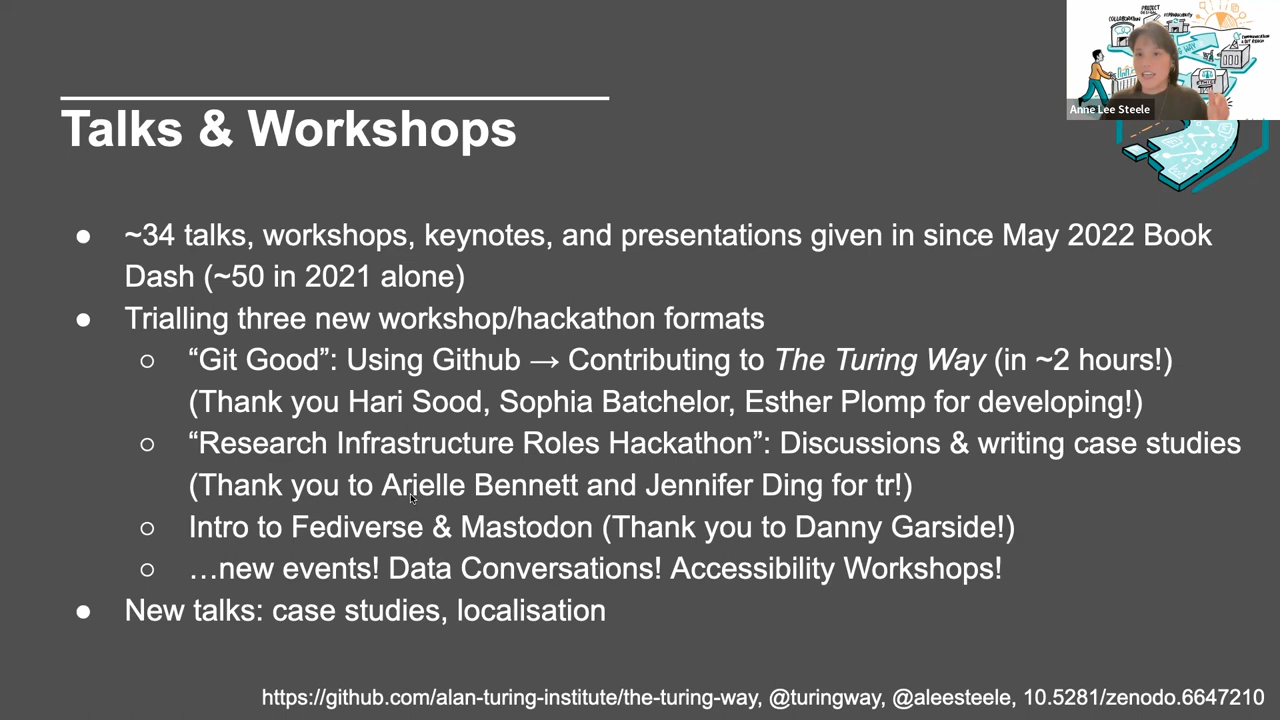 COLLABORATION
PROJECT
DESIGN
REPRODUCIBILITY
Anne Lee Steele
Talks & Workshops
● ~34 talks, workshops, keynotes, and presentations given in since May 2022 Book
Dash (~50 in 2021 alone)
● Trialling three new workshop/hackathon formats
○ “Git Good”: Using Github → Contributing to The Turing Way (in ~2 hours!)
(Thank you Hari Sood, Sophia Batchelor, Esther Plomp for developing!)
○ “Research Infrastructure Roles Hackathon”: Discussions & writing case studies
(Thank you to Arielle Bennett and Jennifer Ding for tr!)
○ Intro to Fediverse & Mastodon (Thank you to Danny Garside!)
○ …new events! Data Conversations! Accessibility Workshops!
● New talks: case studies, localisation
https://github.com/alan-turing-institute/the-turing-way, @turingway, @aleesteele, 10.5281/zenodo.6647210